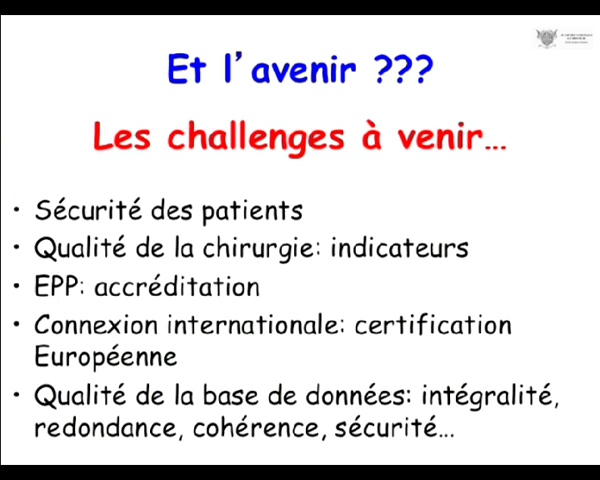 Et l'avenir ???
Les challenges à venir…
• Sécurité des patients
• Qualité de la chirurgie: indicateurs
• EPP: accréditation
• Connexion internationale: certification
Européenne
• Qualité de la base de données: intégralité,
redondance, cohérence, sécurité…